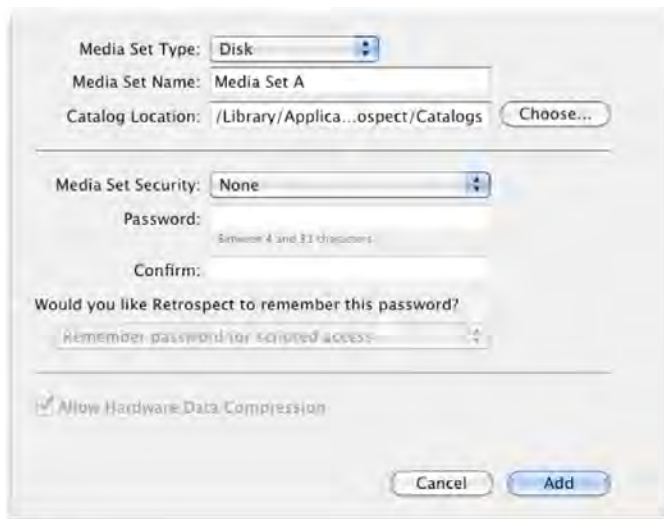 Media Set Type: Disk
Media Set Name: Media Set A
Catalog Location: /Library/Applica...ospect/Catalogs Choose...
Media Set Security: None
Password:
Between 4 and 31 characters
Confirm:
Would you like Retrospect to remember this password?
Remember password for scripted access
Allow Hardware Data Compression
Cancel Add